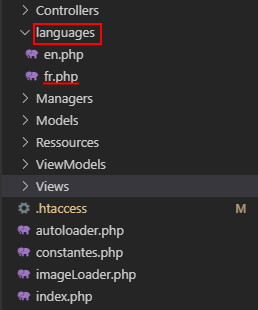 Controllers
languages
en.php
fr.php
Managers
Models
Ressources
ViewModels
Views
.htaccess M
autoloader.php
constantes.php
imageLoader.php
index.php